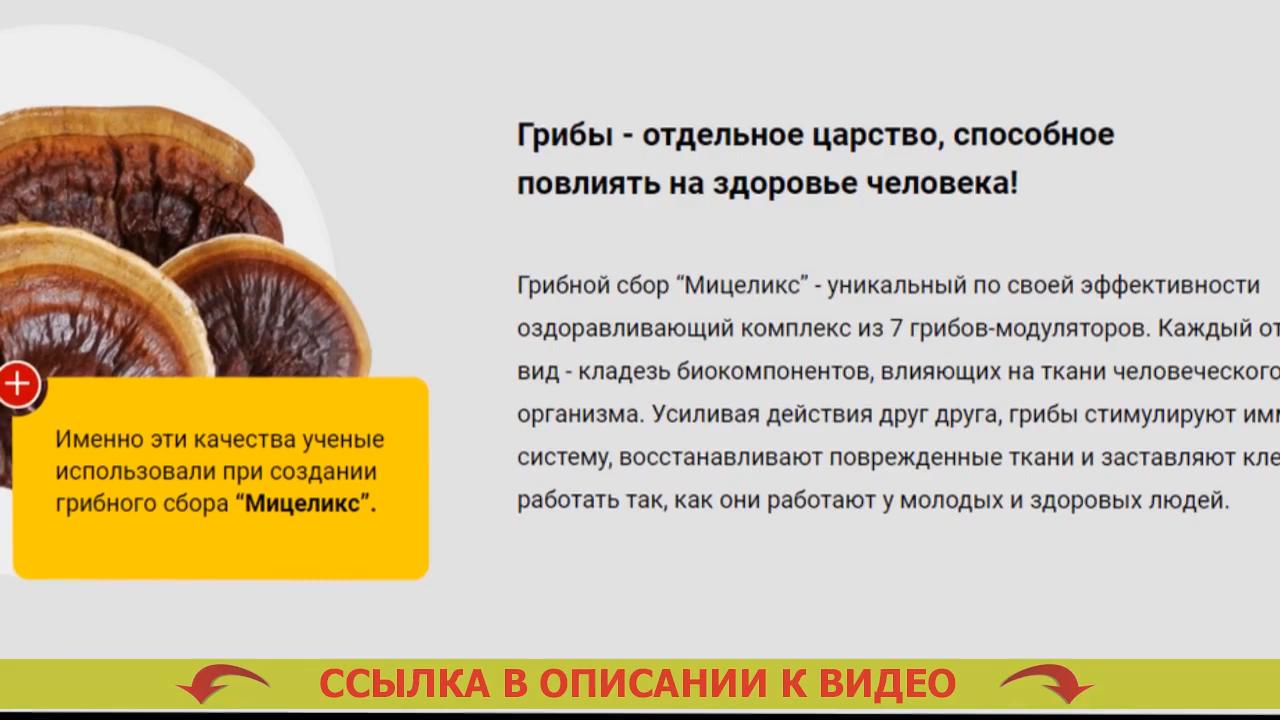 Грибы - отдельное царство, способное
повлиять на здоровье человека!
Грибной сбор “Мицеликс” - уникальный по своей эффективности
оздоравливающий комплекс из 7 грибов-модуляторов. Каждый
вид - кладезь биокомпонентов, влияющих на ткани человеческого
организма. Усиливая действия друг друга, грибы стимулируют
систему, восстанавливают поврежденные ткани и заставляют
работать так, как они работают у молодых и здоровых людей.
Именно эти качества ученые
использовали при создании
грибного сбора “Мицеликс”.
ССЫЛКА В ОПИСАНИИ К ВИДЕО